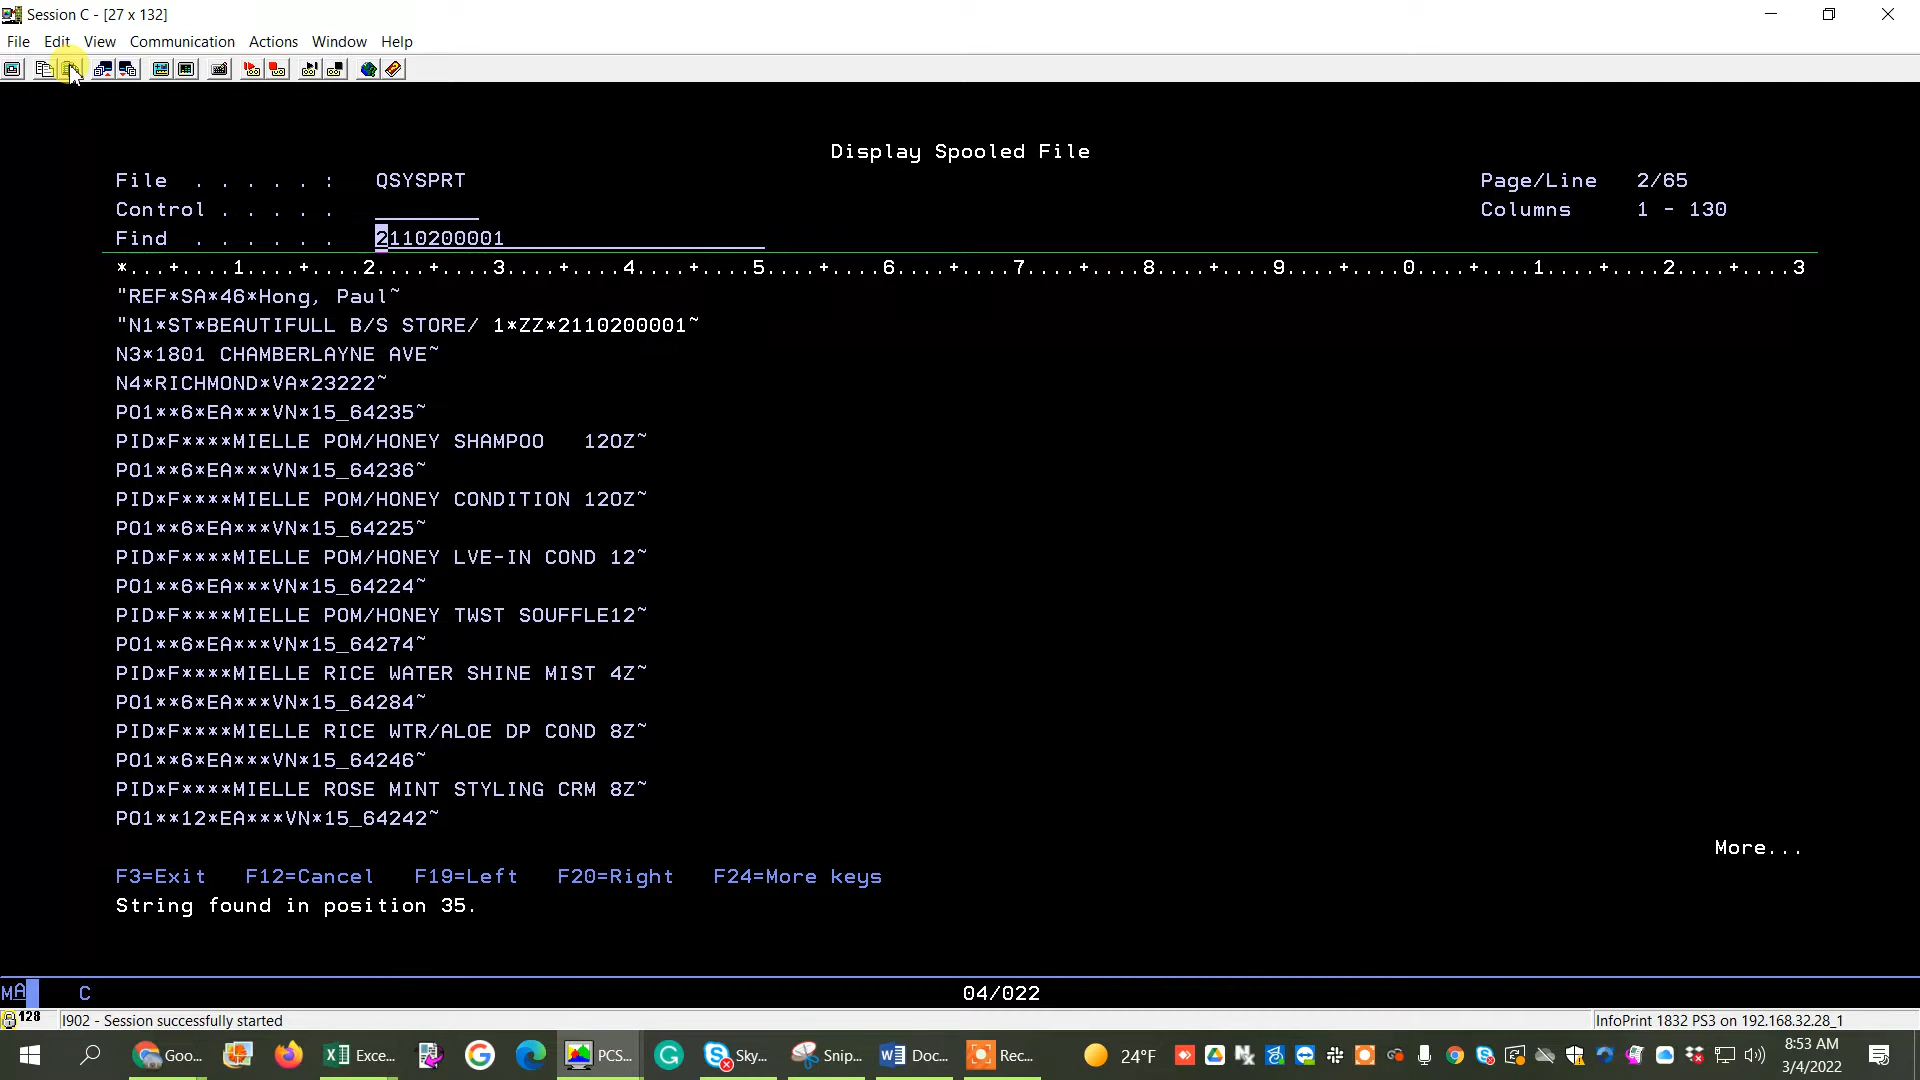 Session C - [27 x 132]
File Edit View Communication Actions Window Help
Display Spooled File
File . . . . . : QSYSPRT Page/Line 2/65
Control . . . . . Columns 1 - 130
Find . . . . . . 2110200001
*...+....1....+....2....+....3....+....4....+....5....+....6....+....7....+....8....+....9....+....0....+....1....+....2....+....3
"REF*SA*46*Hong, Paul~
"N1*ST*BEAUTIFULL B/S STORE/ 1*ZZ*2110200001~
N3*1801 CHAMBERLAYNE AVE~
N4*RICHMOND*VA*23222~
PO1**6*EA***VN*15_64235~
PID*F****MIELLE POM/HONEY SHAMPOO   12OZ~
PO1**6*EA***VN*15_64236~
PID*F****MIELLE POM/HONEY CONDITION 12OZ~
PO1**6*EA***VN*15_64225~
PID*F****MIELLE POM/HONEY LVE-IN COND 12~
PO1**6*EA***VN*15_64224~
PID*F****MIELLE POM/HONEY TWST SOUFFLE12~
PO1**6*EA***VN*15_64274~
PID*F****MIELLE RICE WATER SHINE MIST 4Z~
PO1**6*EA***VN*15_64284~
PID*F****MIELLE RICE WTR/ALOE DP COND 8Z~
PO1**6*EA***VN*15_64246~
PID*F****MIELLE ROSE MINT STYLING CRM 8Z~
PO1**12*EA***VN*15_64242~
More...
F3=Exit F12=Cancel F19=Left F20=Right F24=More keys
String found in position 35.
MA C 04/022
128 I902 - Session successfully started InfoPrint 1832 PS3 on 192.168.32.28_1
Goo... Exce... PCS... Sky... Snip... Doc... Rec... 24°F 8:53 AM
3/4/2022